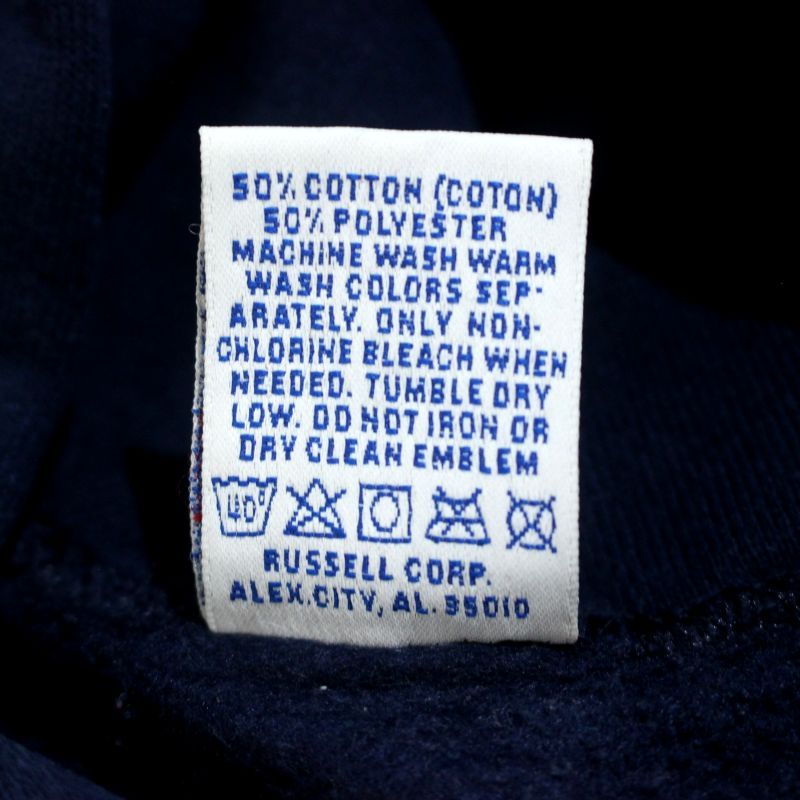 50% COTTON (COTON)
50% POLYESTER
MACHINE WASH WARM
WASH COLORS SEP-
ARATELY. ONLY NON-
CHLORINE BLEACH WHEN
NEEDED. TUMBLE DRY
LOW. DO NOT IRON OR
DRY CLEAN EMBLEM
40°
RUSSELL CORP.
ALEX.CITY, AL. 35010